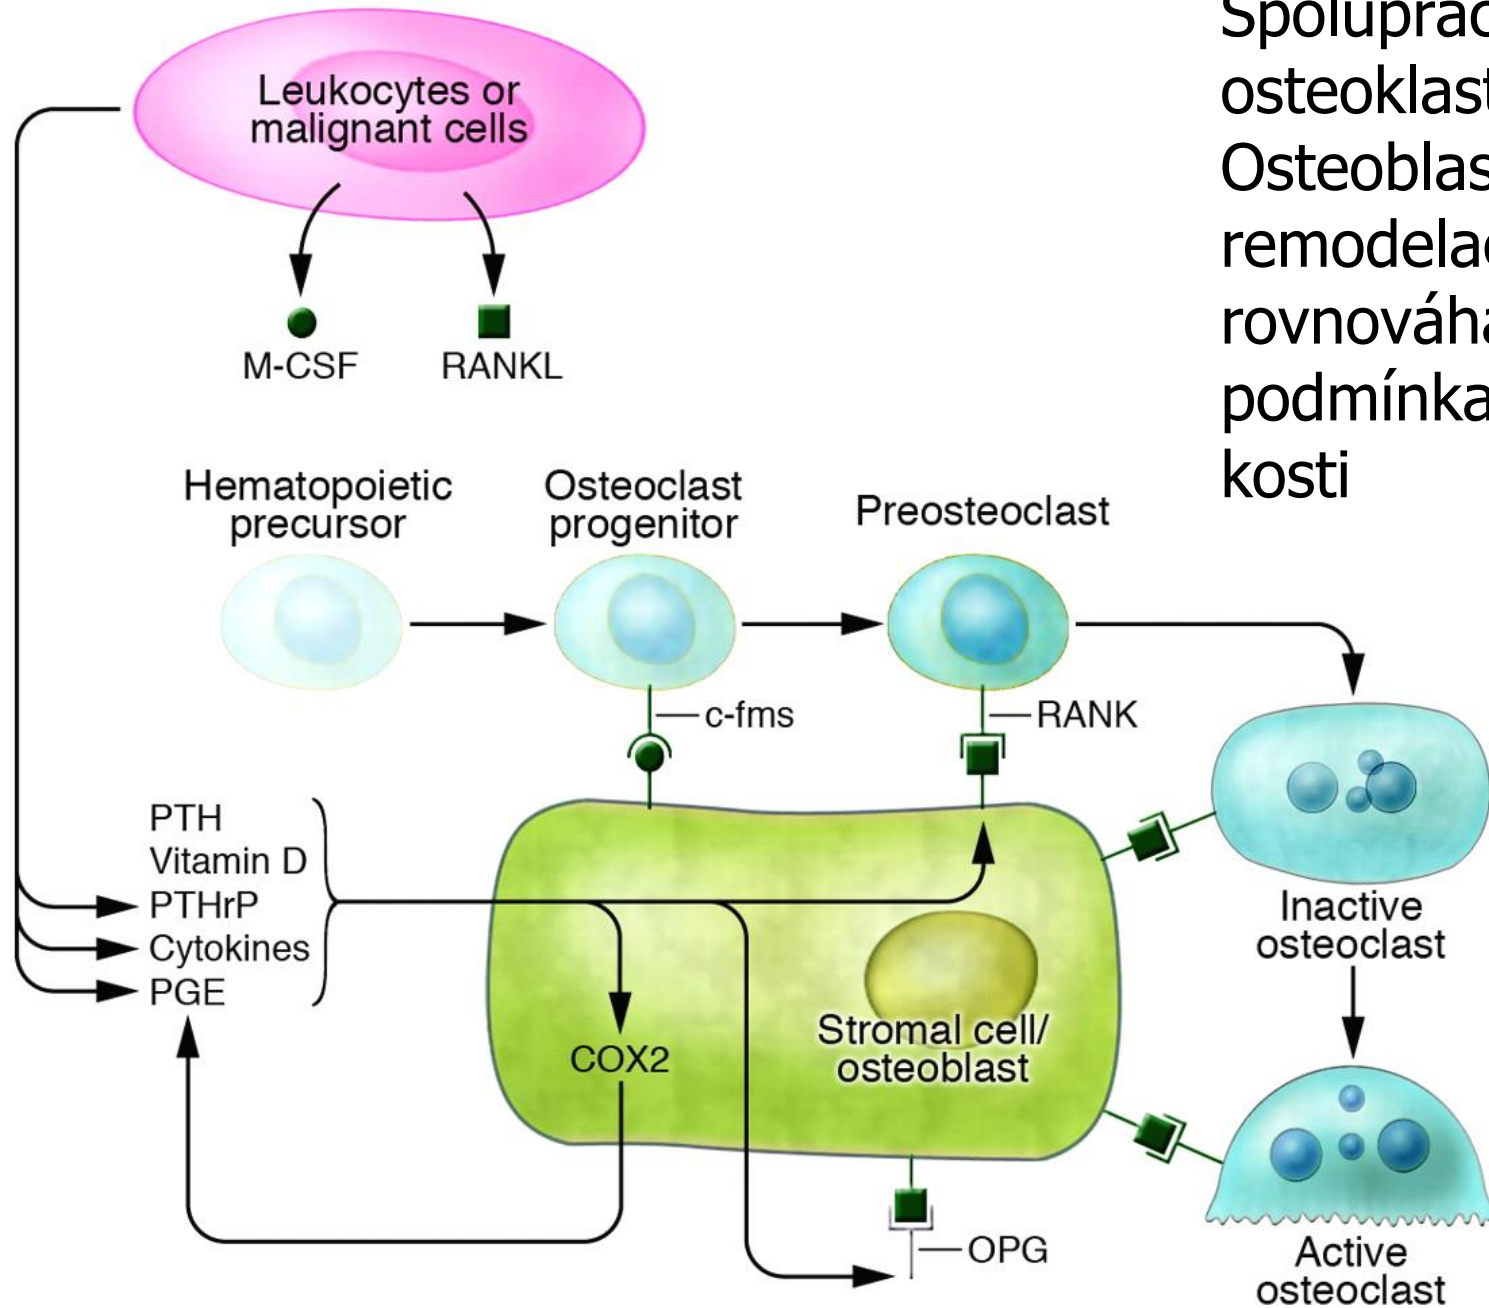 Leukocytes or
malignant cells
M-CSF
RANKL
kosti
Hematopoietic
precursor
Osteoclast
progenitor
Preosteoclast
c-fms
RANK
PTH
Vitamin D
PTHrP
Cytokines
PGE
COX2
Stromal cell/
osteoblast
OPG
Inactive
osteoclast
Active
osteoclast